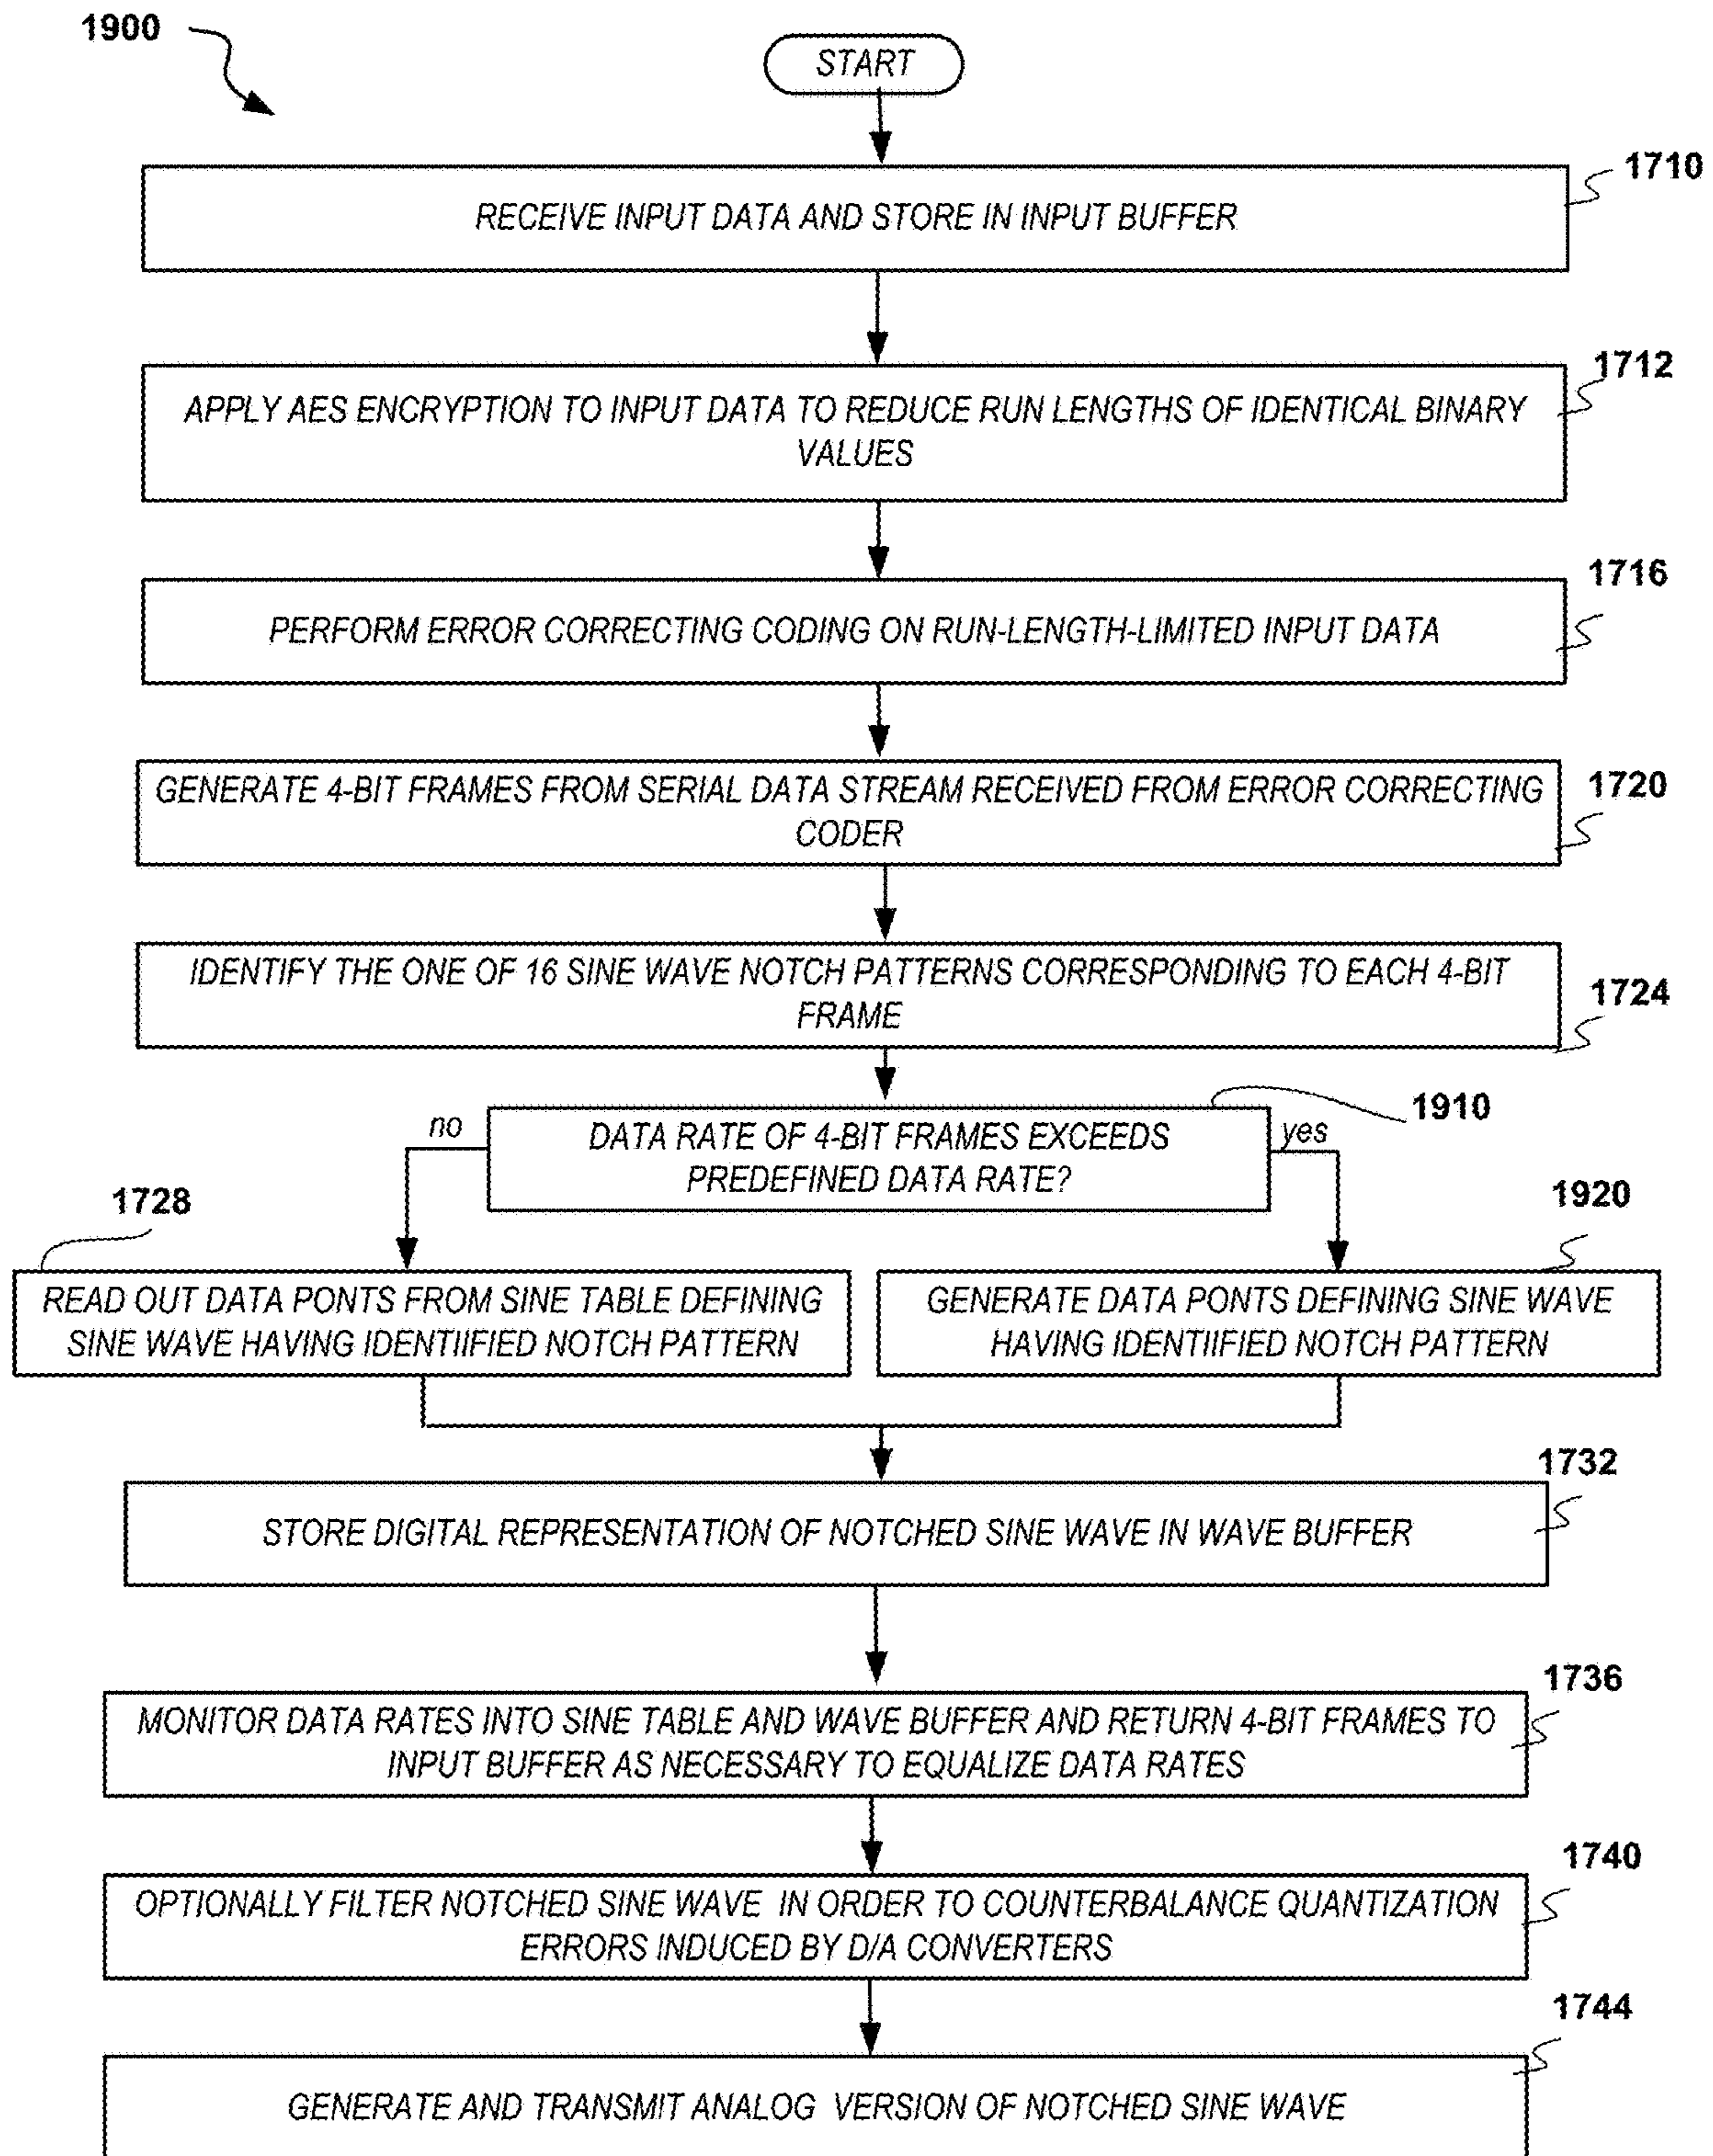 1900
START
1710
RECEIVE INPUT DATA AND STORE IN INPUT BUFFER
1712
APPLY AES ENCRYPTION TO INPUT DATA TO REDUCE RUN LENGTHS OF IDENTICAL BINARY
VALUES
1716
PERFORM ERROR CORRECTING CODING ON RUN-LENGTH-LIMITED INPUT DATA
1720
GENERATE 4-BIT FRAMES FROM SERIAL DATA STREAM RECEIVED FROM ERROR CORRECTING
CODER
IDENTIFY THE ONE OF 16 SINE WAVE NOTCH PATTERNS CORRESPONDING TO EACH 4-BIT
FRAME
1724
1910
no
DATA RATE OF 4-BIT FRAMES EXCEEDS
PREDEFINED DATA RATE?
yes
1728
1920
READ OUT DATA PONTS FROM SINE TABLE DEFINING
SINE WAVE HAVING IDENTIIFIED NOTCH PATTERN
GENERATE DATA PONTS DEFINING SINE WAVE
HAVING IDENTIIFIED NOTCH PATTERN
1732
STORE DIGITAL REPRESENTATION OF NOTCHED SINE WAVE IN WAVE BUFFER
1736
MONITOR DATA RATES INTO SINE TABLE AND WAVE BUFFER AND RETURN 4-BIT FRAMES TO
INPUT BUFFER AS NECESSARY TO EQUALIZE DATA RATES
1740
OPTIONALLY FILTER NOTCHED SINE WAVE IN ORDER TO COUNTERBALANCE QUANTIZATION
ERRORS INDUCED BY D/A CONVERTERS
1744
GENERATE AND TRANSMIT ANALOG VERSION OF NOTCHED SINE WAVE